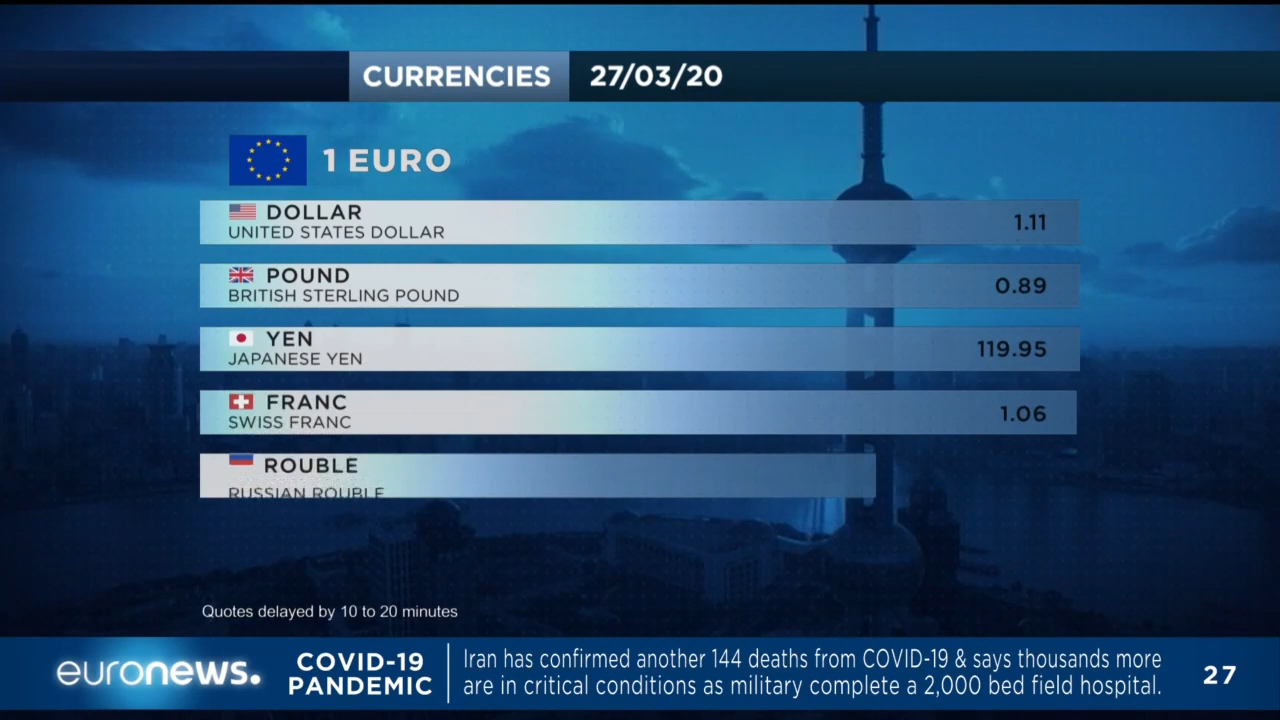 CURRENCIES 27/03/20
1 EURO
DOLLAR
UNITED STATES DOLLAR
1.11
POUND
BRITISH STERLING POUND
0.89
YEN
JAPANESE YEN
119.95
FRANC
SWISS FRANC
1.06
ROUBLE
RUSSIAN ROUBLE
Quotes delayed by 10 to 20 minutes
euronews.
COVID-19
PANDEMIC
Iran has confirmed another 144 deaths from COVID-19 & says thousands more
are in critical conditions as military complete a 2,000 bed field hospital.
27